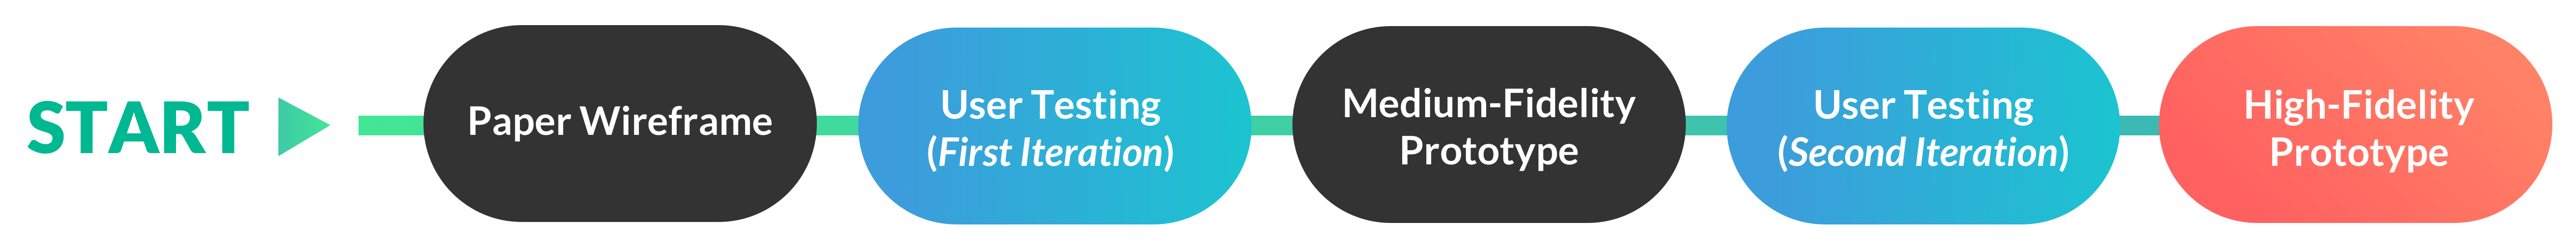 START
Paper Wireframe
User Testing
(First Iteration)
Medium-Fidelity
Prototype
User Testing
(Second Iteration)
High-Fidelity
Prototype